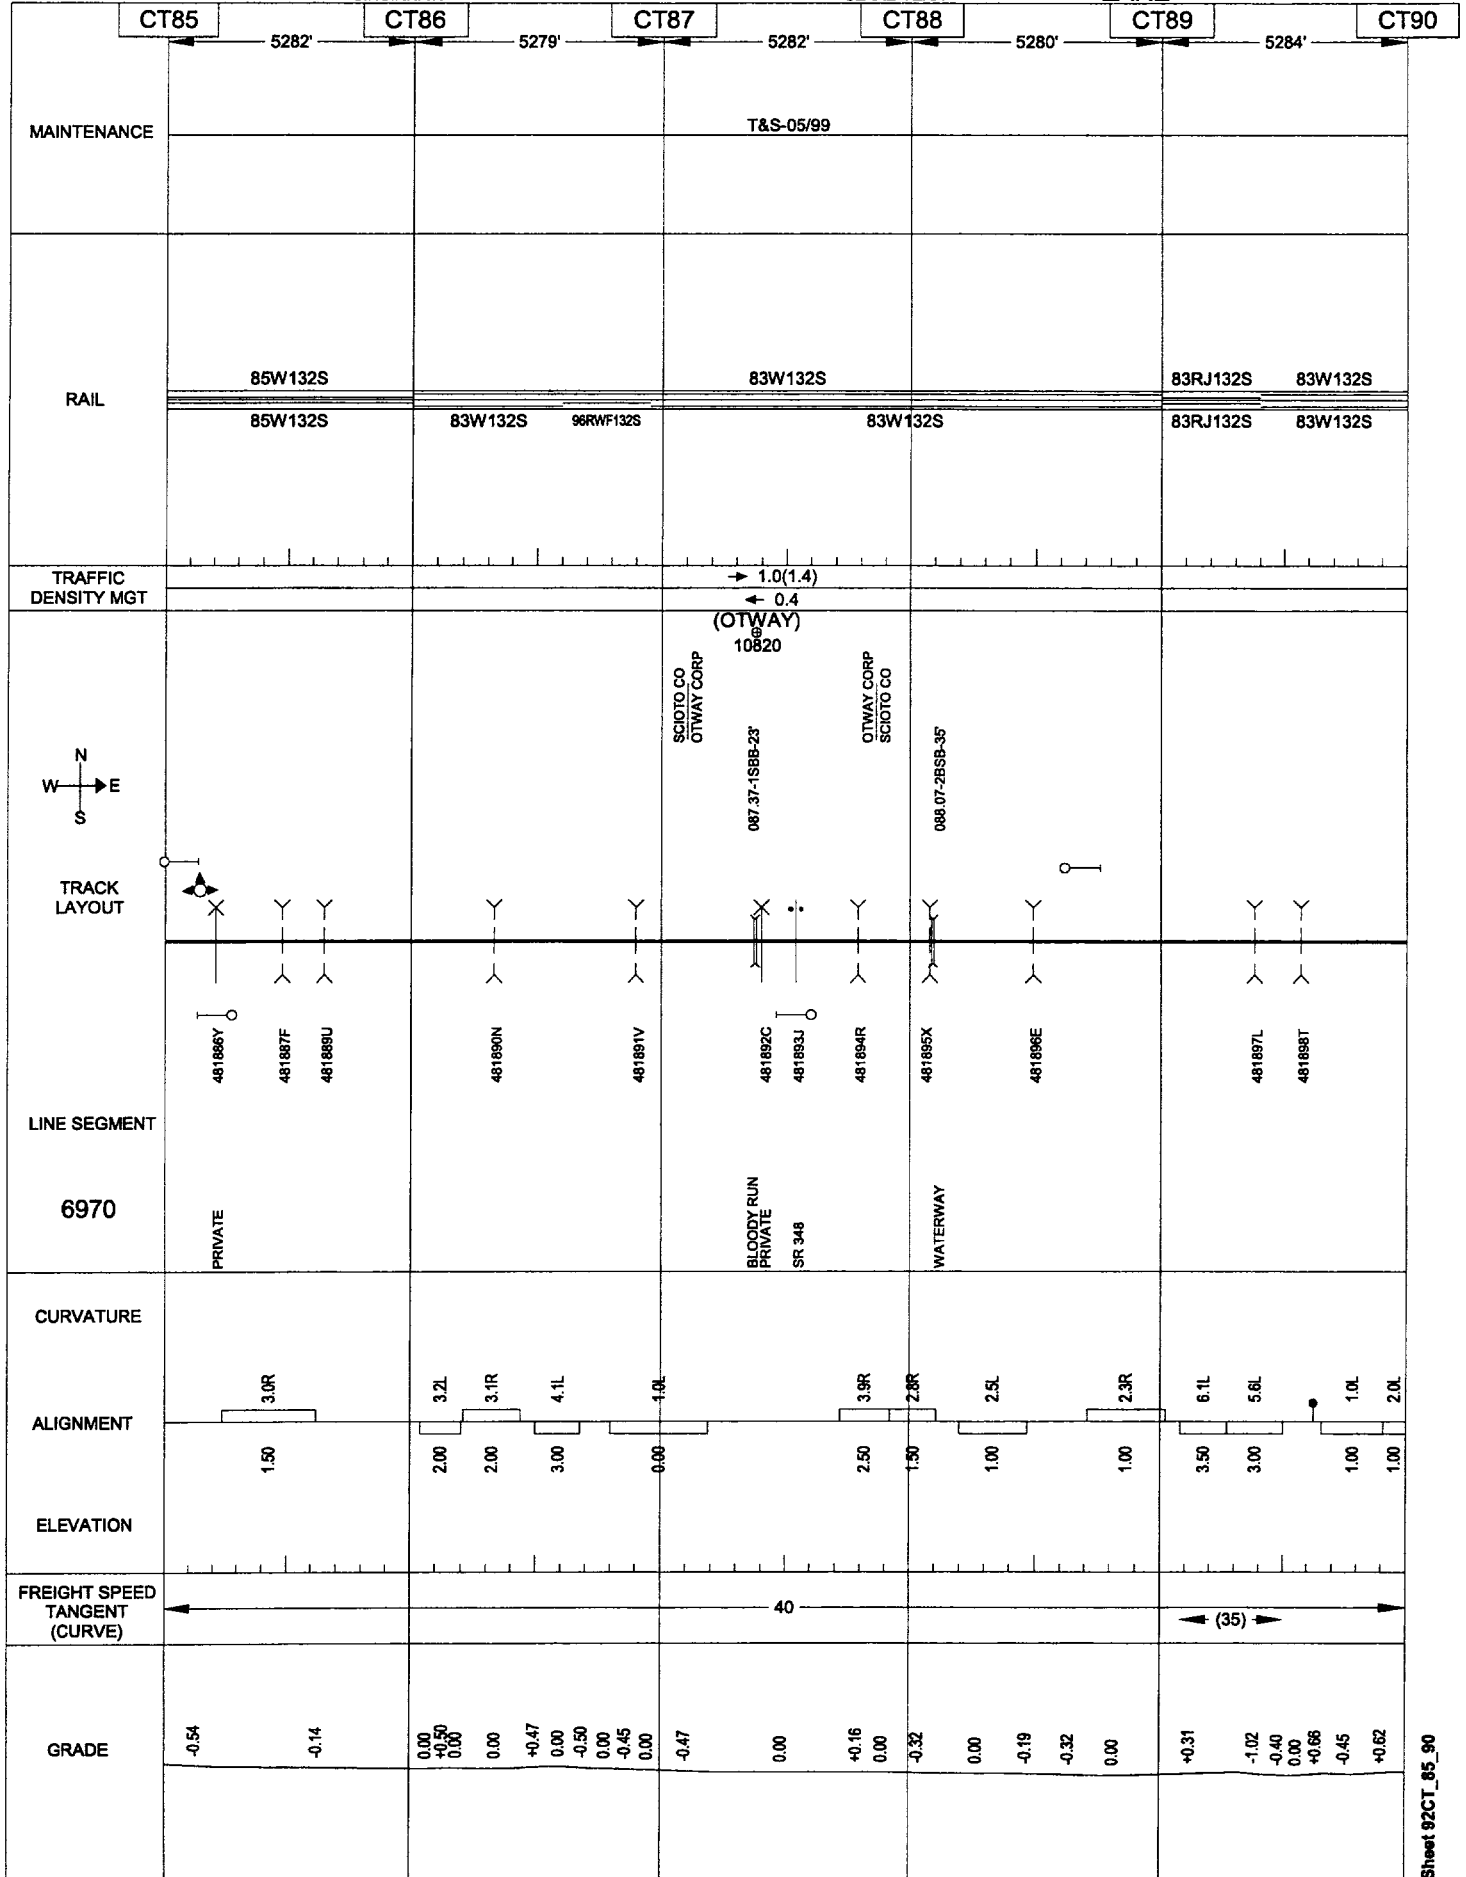 CT85 CT86 CT87 CT88 CT89 CT90
5282' 5279' 5282' 5280' 5284'
MAINTENANCE
T&S-05/99
RAIL
85W132S 83W132S 83RJ132S 83W132S
85W132S 83W132S 96RWF132S 83W132S 83RJ132S 83W132S
TRAFFIC
DENSITY MGT
→ 1.0(1.4)
← 0.4
(OTWAY)
10820
SCIOTO CO
OTWAY CORP
OTWAY CORP
SCIOTO CO
087.37-1SBB-23'
088.07-2BSB-35'
N
W E
S
TRACK
LAYOUT
481886Y 481887F 481889U 481890N 481891V 481892C 481893J 481894R 481895X 481896E 481897L 481898T
LINE SEGMENT
6970
PRIVATE
BLOODY RUN
PRIVATE
SR 348
WATERWAY
CURVATURE
3.0R 3.2L 3.1R 4.1L 1.0L 3.9R 2.8R 2.5L 2.3R 6.1L 5.6L 1.0L 2.0L
ALIGNMENT
1.50 2.00 2.00 3.00 0.00 2.50 1.50 1.00 1.00 3.50 3.00 1.00 1.00
ELEVATION
FREIGHT SPEED
TANGENT
(CURVE)
40
(35)
GRADE
-0.54 -0.14 0.00 +0.50 0.00 0.00 +0.47 0.00 -0.50 0.00 -0.45 0.00 -0.47 0.00 +0.16 0.00 -0.32 0.00 -0.19 -0.32 0.00 +0.31 -1.02 -0.40 0.00 +0.66 -0.45 +0.62
Sheet 92CT_85_90